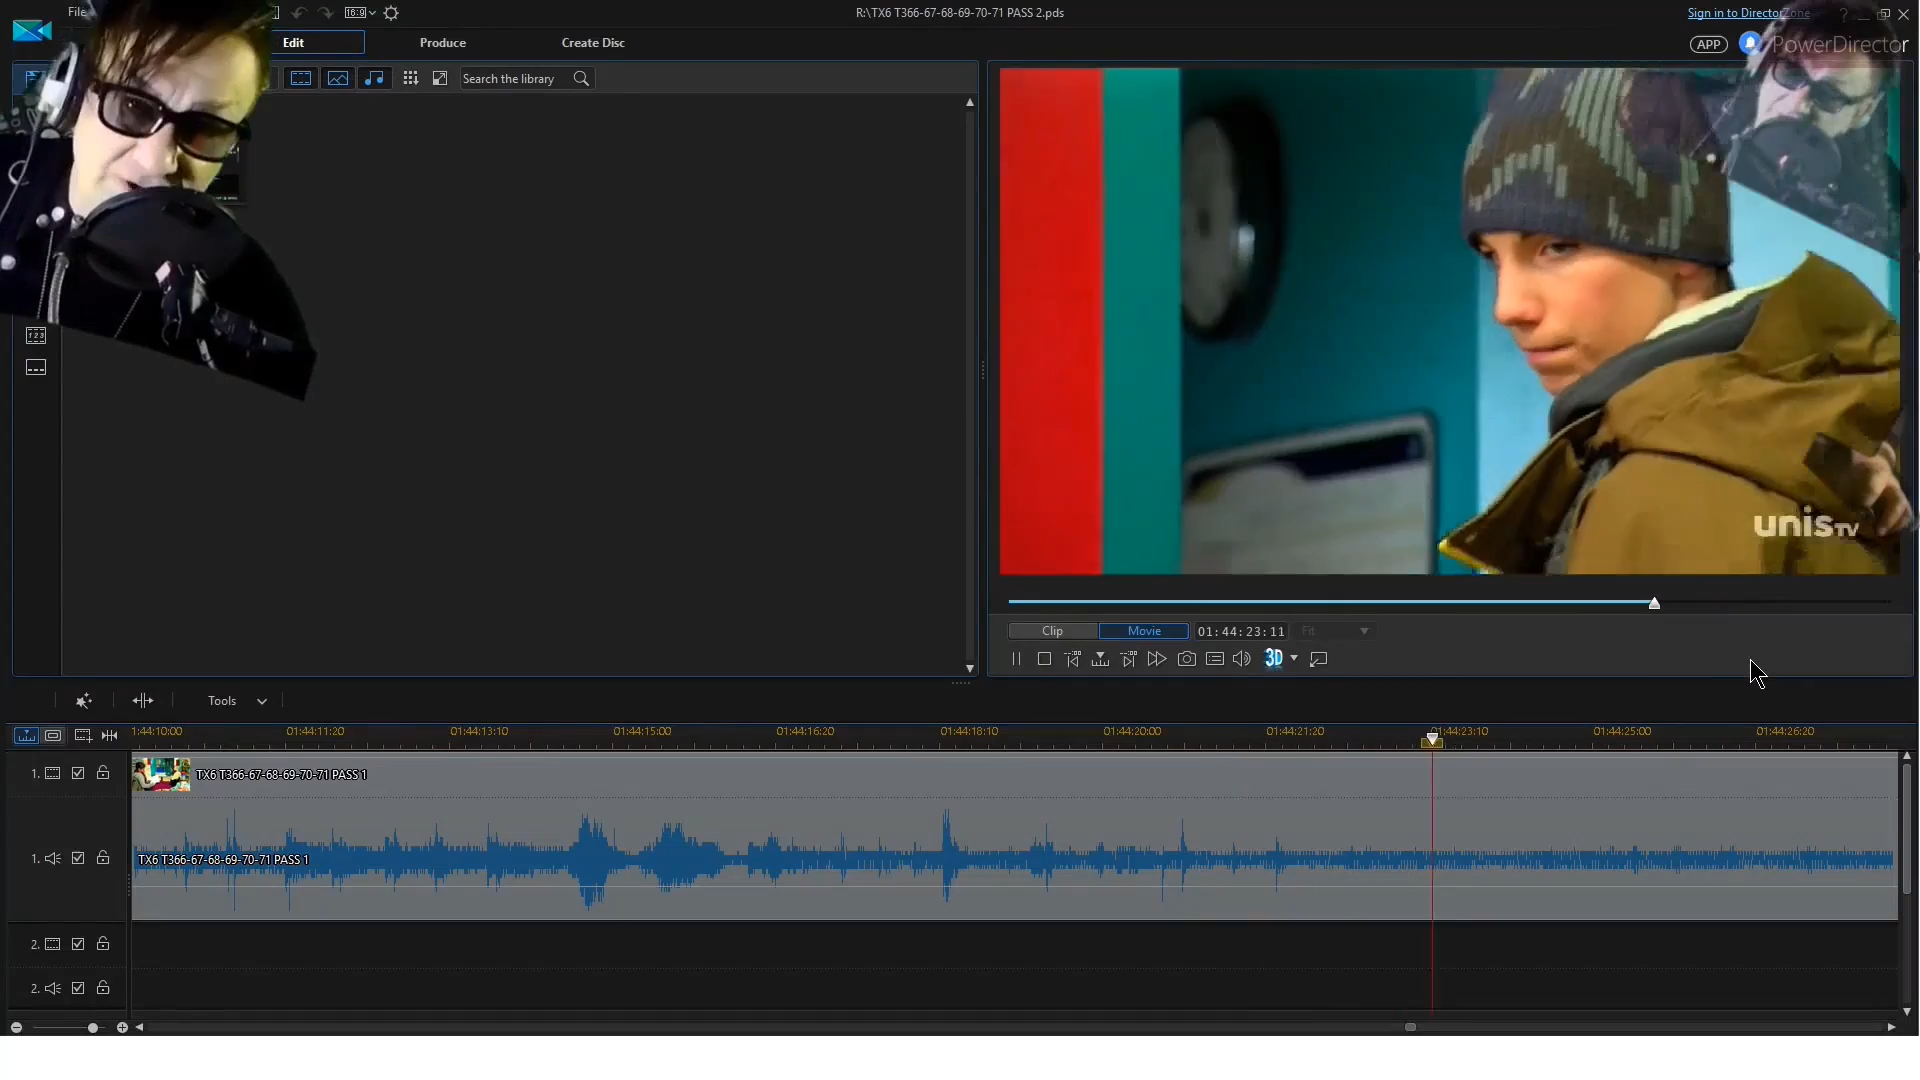 File
16:9
R:\TX6 T366-67-68-69-70-71 PASS 2.pds
Sign in to DirectorZone
?
Edit
Produce
Create Disc
APP
PowerDirector
Search the library
unisTV
Clip
Movie
01:44:23:11
Fit
3D
Tools
1:44:10:00
01:44:11:20
01:44:13:10
01:44:15:00
01:44:16:20
01:44:18:10
01:44:20:00
01:44:21:20
01:44:23:10
01:44:25:00
01:44:26:20
1.
TX6 T366-67-68-69-70-71 PASS 1
1.
TX6 T366-67-68-69-70-71 PASS 1
2.
2.